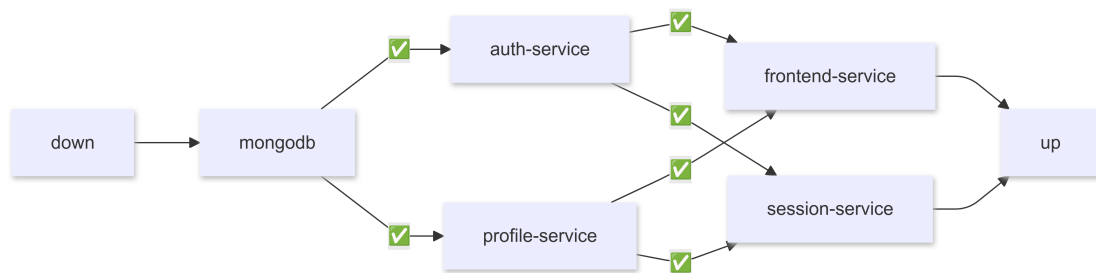 down
mongodb
✅
✅
auth-service
profile-service
✅
✅
✅
✅
frontend-service
session-service
up